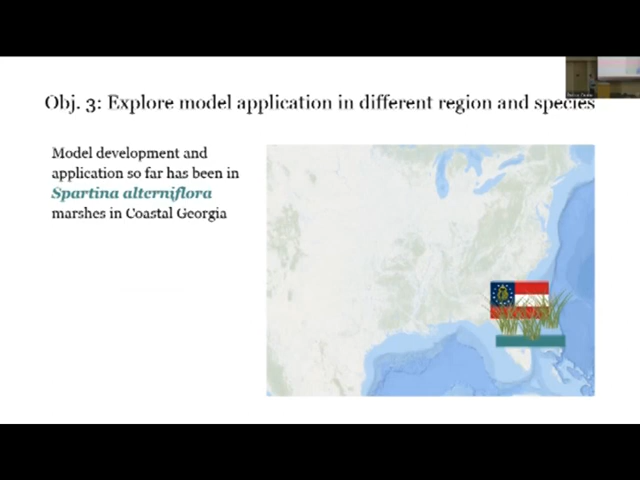 Obj. 3: Explore model application in different region and species
Model development and
application so far has been in
Spartina alterniflora
marshes in Coastal Georgia